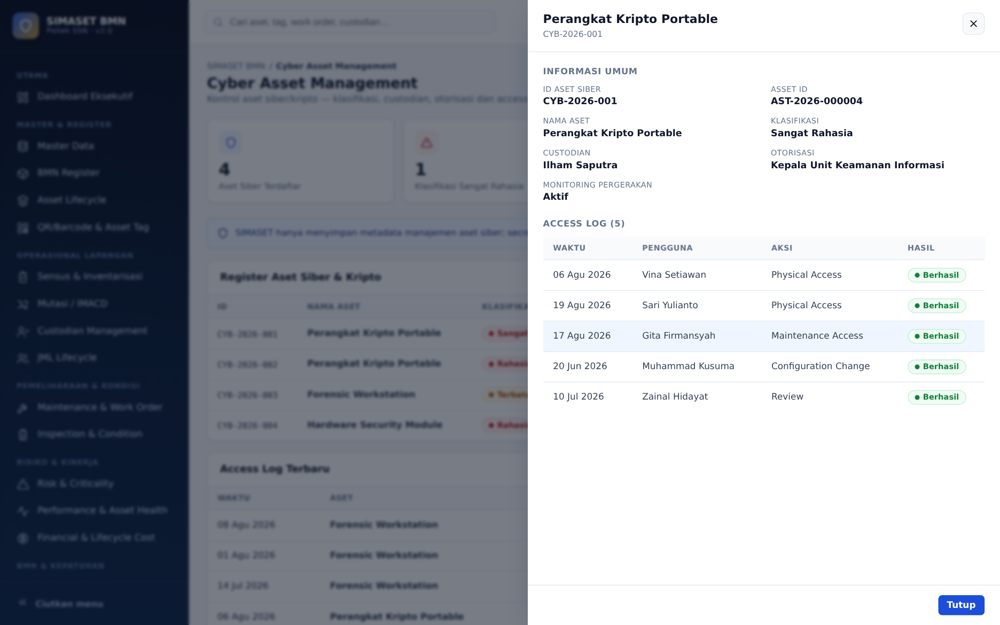 SIMASET BMN
Poltek SSN · v2.0
UTAMA
Dashboard Eksekutif
MASTER & REGISTER
Master Data
BMN Register
Asset Lifecycle
QR/Barcode & Asset Tag
OPERASIONAL LAPANGAN
Sensus & Inventarisasi
Mutasi / IMACD
Custodian Management
JML Lifecycle
PEMELIHARAAN & KONDISI
Maintenance & Work Order
Inspection & Condition
RISIKO & KINERJA
Risk & Criticality
Performance & Asset Health
Financial & Lifecycle Cost
BMN & KEPATUHAN
Ciutkan menu
Cari aset, tag, work order, custodian...
SIMASET BMN / Cyber Asset Management
Cyber Asset Management
Kontrol aset siber/kripto — klasifikasi, custodian, otorisasi dan access
4
Aset Siber Terdaftar
1
Klasifikasi Sangat Rahasia
SIMASET hanya menyimpan metadata manajemen aset siber;
Register Aset Siber & Kripto
ID NAMA ASET
CYB-2026-001 Perangkat Kripto Portable Sangat
CYB-2026-002 Perangkat Kripto Portable
CYB-2026-003 Forensic Workstation
CYB-2026-004 Hardware Security Module
Access Log Terbaru
WAKTU ASET
08 Agu 2026 Forensic Workstation
01 Agu 2026 Forensic Workstation
14 Jul 2026 Forensic Workstation
06 Agu 2026 Perangkat Kripto Portable
Perangkat Kripto Portable
CYB-2026-001
INFORMASI UMUM
ID ASET SIBER ASSET ID
CYB-2026-001 AST-2026-000004
NAMA ASET KLASIFIKASI
Perangkat Kripto Portable Sangat Rahasia
CUSTODIAN OTORISASI
Ilham Saputra Kepala Unit Keamanan Informasi
MONITORING PERGERAKAN
Aktif
ACCESS LOG (5)
WAKTU PENGGUNA AKSI HASIL
06 Agu 2026 Vina Setiawan Physical Access Berhasil
19 Agu 2026 Sari Yulianto Physical Access Berhasil
17 Agu 2026 Gita Firmansyah Maintenance Access Berhasil
20 Jun 2026 Muhammad Kusuma Configuration Change Berhasil
10 Jul 2026 Zainal Hidayat Review Berhasil
Tutup